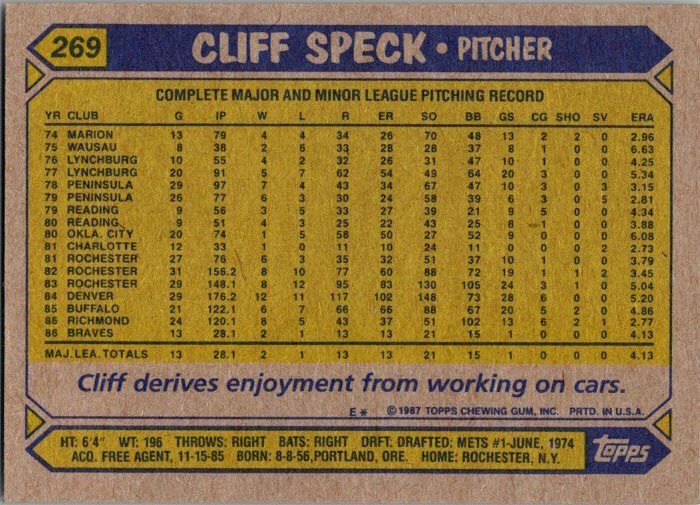 269
CLIFF SPECK • PITCHER
COMPLETE MAJOR AND MINOR LEAGUE PITCHING RECORD
YR CLUB G IP W L R ER SO BB GS CG SHO SV ERA
74 MARION 13 79 4 4 34 26 70 48 13 2 2 0 2.96
75 WAUSAU 8 38 2 6 33 28 28 37 8 1 0 0 6.63
76 LYNCHBURG 10 55 4 2 32 26 31 47 10 1 0 0 4.25
77 LYNCHBURG 20 91 5 7 62 54 49 64 20 3 0 0 5.34
78 PENINSULA 29 97 7 4 43 34 67 47 10 3 0 3 3.15
79 PENINSULA 26 77 6 3 30 24 58 39 6 3 0 5 2.81
79 READING 9 56 3 5 33 27 39 21 9 5 0 0 4.34
80 READING 9 51 4 3 25 22 43 25 8 1 0 0 3.88
80 OKLA. CITY 20 74 1 5 58 50 27 52 9 0 0 0 6.08
81 CHARLOTTE 12 33 1 0 11 10 24 11 0 0 0 2 2.73
81 ROCHESTER 27 76 6 3 35 32 51 37 10 1 0 0 3.79
82 ROCHESTER 31 156.2 8 10 77 60 88 72 19 1 1 2 3.45
83 ROCHESTER 29 148.1 8 12 95 83 130 105 24 3 1 0 5.04
84 DENVER 29 176.2 12 11 117 102 148 73 28 6 0 0 5.20
85 BUFFALO 21 122.1 6 7 66 66 88 67 20 5 2 0 4.86
86 RICHMOND 24 120.1 8 5 43 37 51 102 13 6 2 1 2.77
86 BRAVES 13 28.1 2 1 13 13 21 15 1 0 0 0 4.13
MAJ. LEA. TOTALS 13 28.1 2 1 13 13 21 15 1 0 0 0 4.13
Cliff derives enjoyment from working on cars.
E* © 1987 TOPPS CHEWING GUM, INC. PRTD. IN U.S.A.
HT: 6'4" WT: 196 THROWS: RIGHT BATS: RIGHT DRFT: DRAFTED: METS #1-JUNE, 1974
ACQ. FREE AGENT, 11-15-85 BORN: 8-8-56, PORTLAND, ORE. HOME: ROCHESTER, N.Y.
Topps